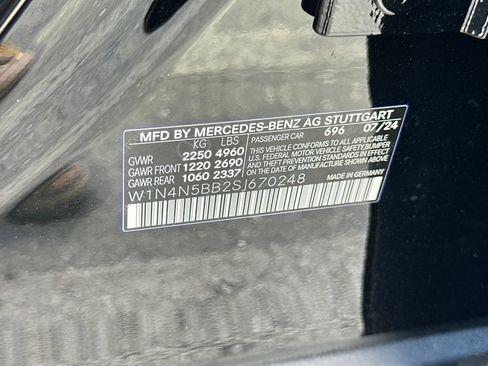 MFD BY MERCEDES-BENZ AG STUTTGART
KG LBS PASSENGER CAR 696 07/24
GVWR 2250 4960 THIS VEHICLE CONFORMS TO ALL APPLICABLE
GAWR FRONT 1220 2690 U.S. FEDERAL MOTOR VEHICLE SAFETY, BUMPER
GAWR REAR 1060 2337 AND THEFT PREVENTION STANDARDS IN
EFFECT ON THE DATE OF MANUFACTURE SHOWN ABOVE.
W1N4N5BB2SJ670248 MADE IN GERMANY